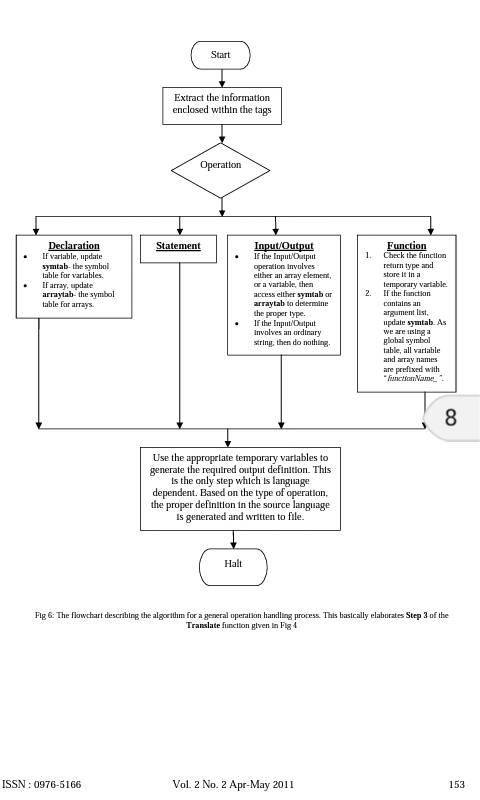 Start
Extract the information
enclosed within the tags
Operation
Declaration
• If variable, update
symtab- the symbol
table for variables.
• If array, update
arraytab- the symbol
table for arrays.
Statement
Input/Output
• If the Input/Output
operation involves
either an array element,
or a variable, then
access either symtab or
arraytab to determine
the proper type.
• If the Input/Output
involves an ordinary
string, then do nothing.
Function
1. Check the function
return type and
store it in a
temporary variable.
2. If the function
contains an
argument list,
update symtab. As
we are using a
global symbol
table, all variable
and array names
are prefixed with
"functionName_ ".
8
Use the appropriate temporary variables to
generate the required output definition. This
is the only step which is language
dependent. Based on the type of operation,
the proper definition in the source language
is generated and written to file.
Halt
Fig 6: The flowchart describing the algorithm for a general operation handling process. This basically elaborates Step 3 of the
Translate function given in Fig 4
ISSN : 0976-5166 Vol. 2 No. 2 Apr-May 2011 153